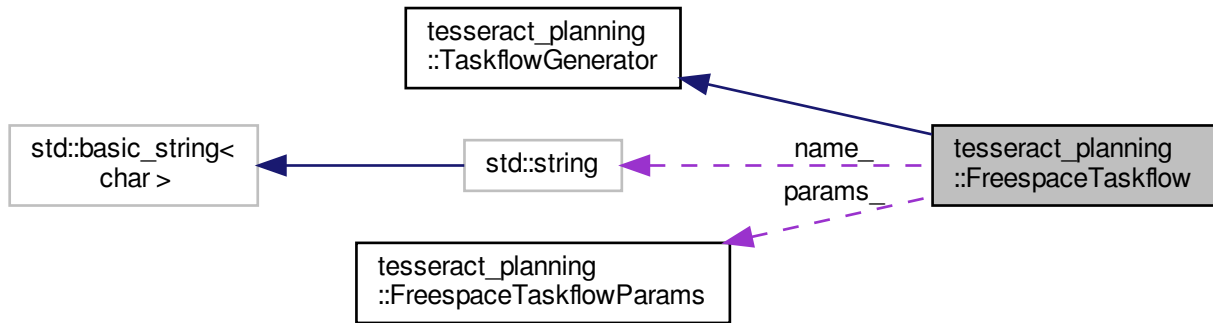 tesseract_planning
::TaskflowGenerator
std::basic_string<
char >
std::string
name_
params_
tesseract_planning
::FreespaceTaskflow
tesseract_planning
::FreespaceTaskflowParams